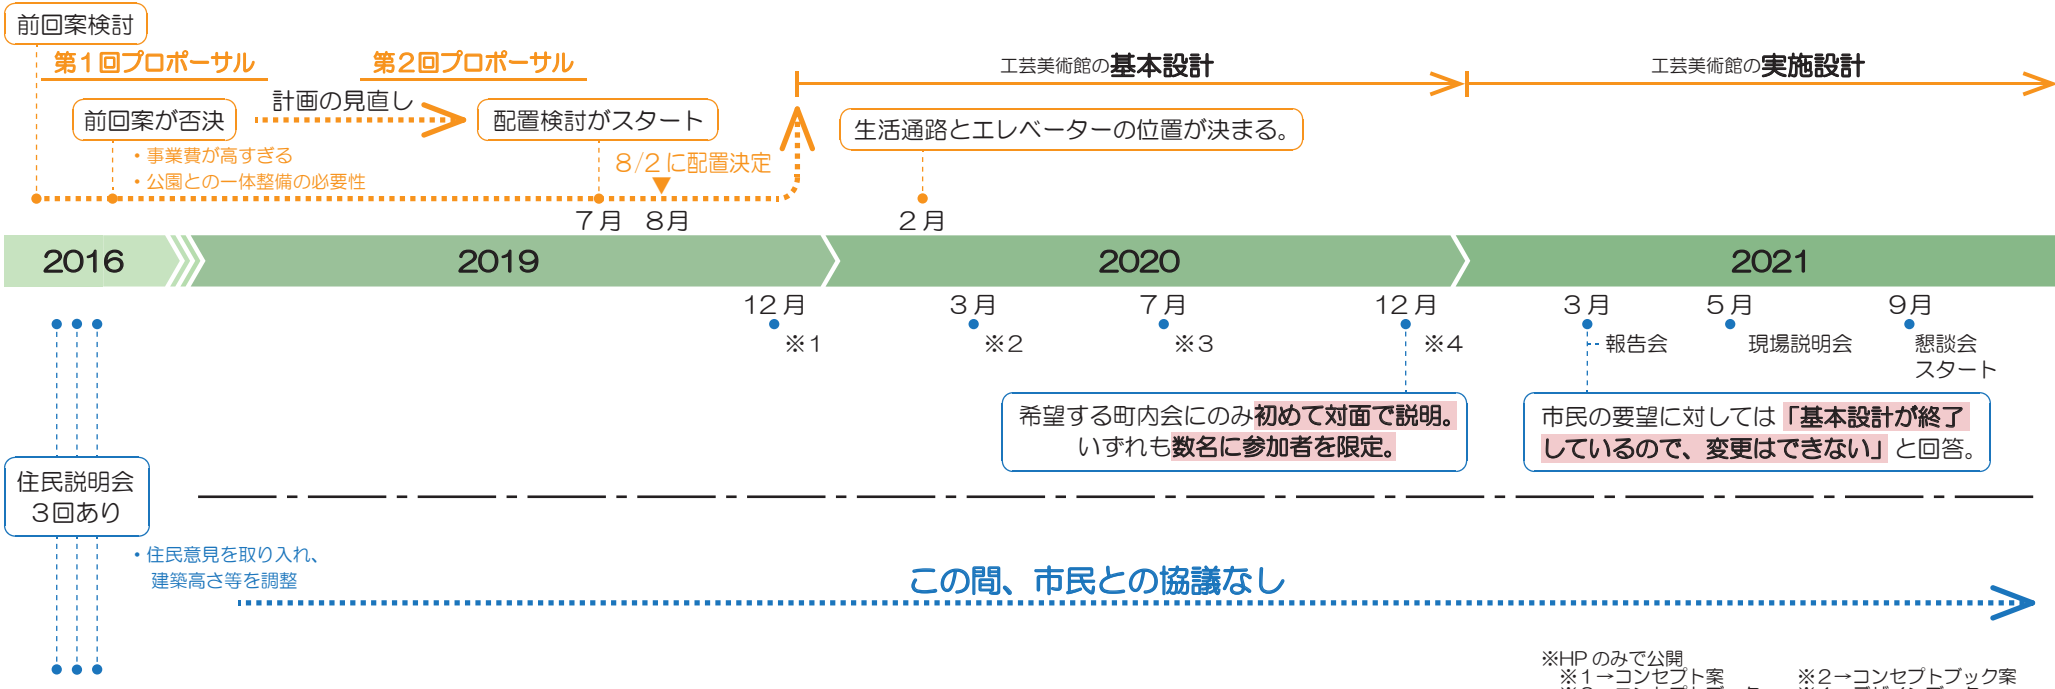 前回案検討
第1回プロポーサル
第2回プロポーサル
工芸美術館の基本設計
工芸美術館の実施設計
前回案が否決
計画の見直し
配置検討がスタート
生活通路とエレベーターの位置が決まる。
・事業費が高すぎる
・公園との一体整備の必要性
8/2に配置決定
7月
8月
2月
2016
2019
2020
2021
12月
3月
7月
12月
3月
5月
9月
※1
※2
※3
※4
報告会
現場説明会
懇談会
スタート
希望する町内会にのみ初めて対面で説明。
いずれも数名に参加者を限定。
市民の要望に対しては「基本設計が終了
しているので、変更はできない」と回答。
住民説明会
3回あり
・住民意見を取り入れ、
建築高さ等を調整
この間、市民との協議なし
※HPのみで公開
※1→コンセプト案
※2→コンセプトブック案